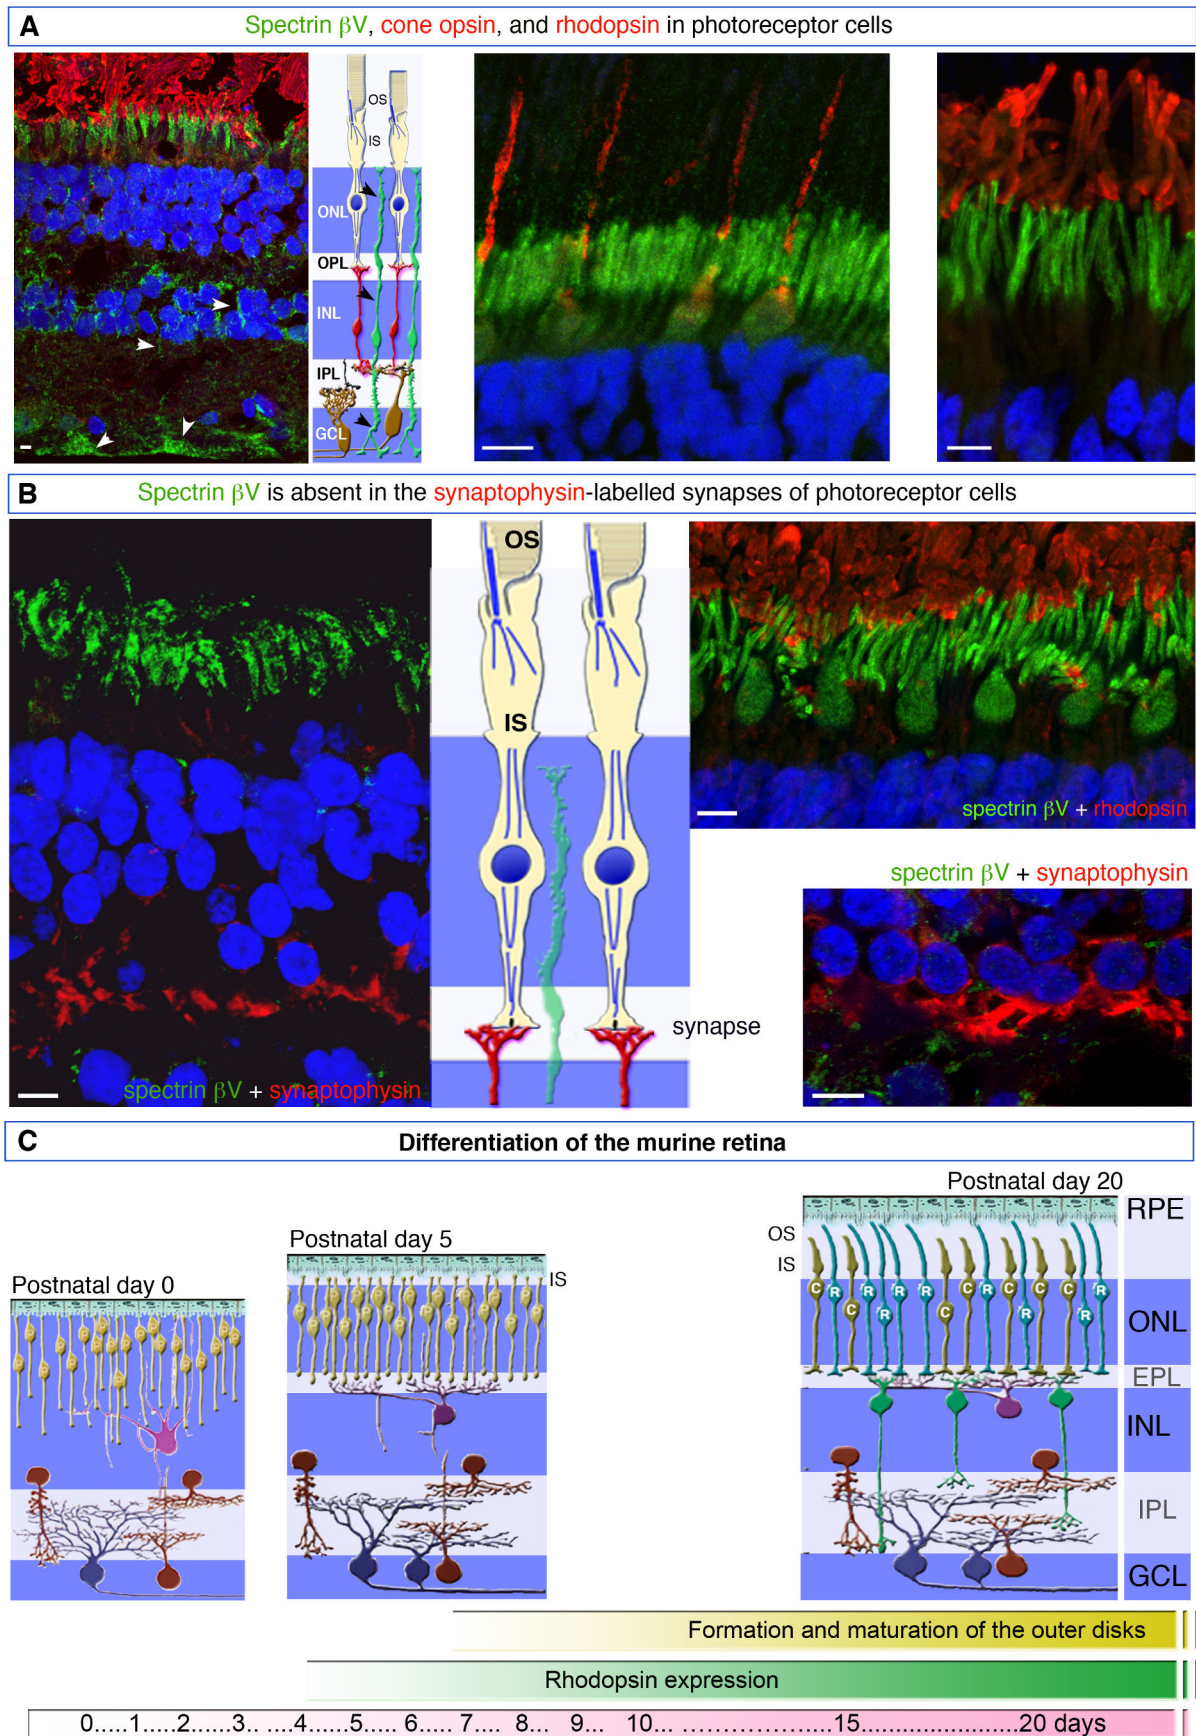 A
Spectrin βV, cone opsin, and rhodopsin in photoreceptor cells
OS
IS
ONL
OPL
INL
IPL
GCL
B
Spectrin βV is absent in the synaptophysin-labelled synapses of photoreceptor cells
OS
IS
synapse
spectrin βV + synaptophysin
spectrin βV + rhodopsin
spectrin βV + synaptophysin
C
Differentiation of the murine retina
Postnatal day 0
Postnatal day 5
IS
Postnatal day 20
OS
IS
C R C R R R R C C R C R C C R R
RPE
ONL
EPL
INL
IPL
GCL
Formation and maturation of the outer disks
Rhodopsin expression
0.....1.....2......3.. ....4......5..... 6..... 7.... 8... 9... 10... ................15...................20 days